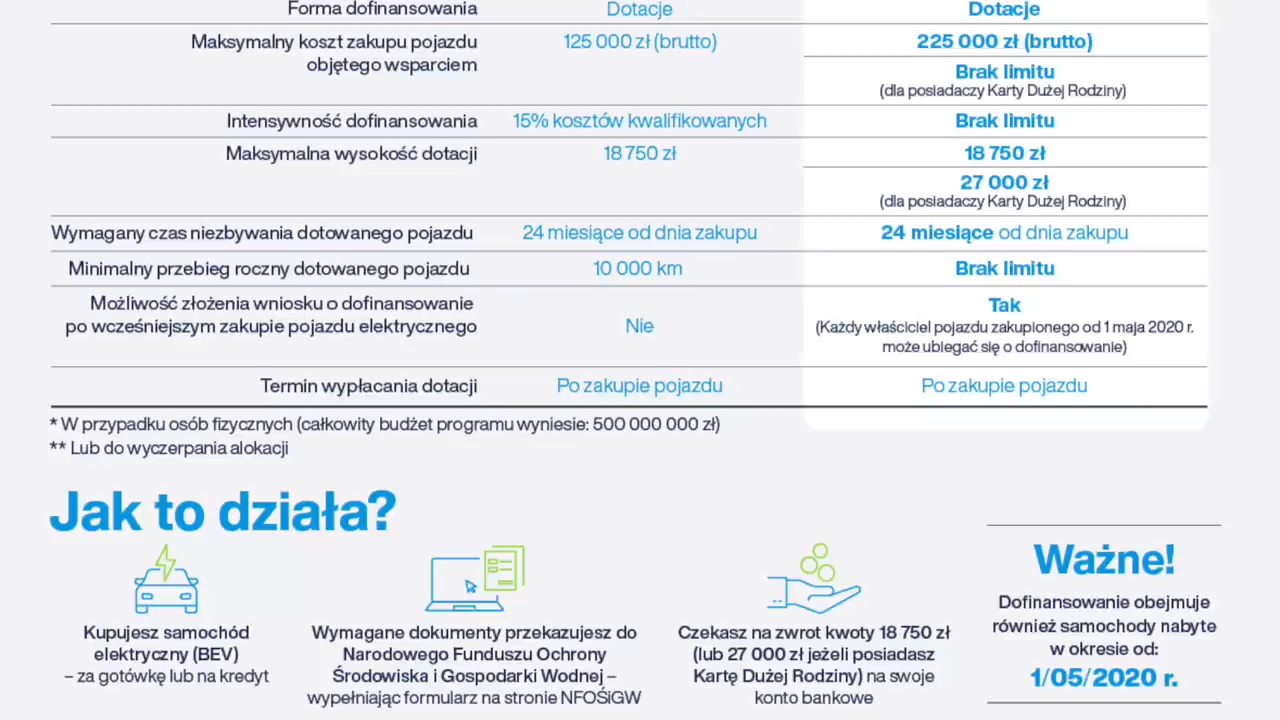 Forma dofinansowania Dotacje Dotacje
Maksymalny koszt zakupu pojazdu 125 000 zł (brutto) 225 000 zł (brutto)
objętego wsparciem
Brak limitu
(dla posiadaczy Karty Dużej Rodziny)
Intensywność dofinansowania 15% kosztów kwalifikowanych Brak limitu
Maksymalna wysokość dotacji 18 750 zł 18 750 zł
27 000 zł
(dla posiadaczy Karty Dużej Rodziny)
Wymagany czas niezbywania dotowanego pojazdu 24 miesiące od dnia zakupu 24 miesiące od dnia zakupu
Minimalny przebieg roczny dotowanego pojazdu 10 000 km Brak limitu
Możliwość złożenia wniosku o dofinansowanie
po wcześniejszym zakupie pojazdu elektrycznego
Nie
Tak
(Każdy właściciel pojazdu zakupionego od 1 maja 2020 r.
może ubiegać się o dofinansowanie)
Termin wypłacania dotacji Po zakupie pojazdu Po zakupie pojazdu
* W przypadku osób fizycznych (całkowity budżet programu wyniesie: 500 000 000 zł)
** Lub do wyczerpania alokacji
Jak to działa?
Kupujesz samochód
elektryczny (BEV)
– za gotówkę lub na kredyt
Wymagane dokumenty przekazujesz do
Narodowego Funduszu Ochrony
Środowiska i Gospodarki Wodnej –
wypełniając formularz na stronie NFOŚiGW
Czekasz na zwrot kwoty 18 750 zł
(lub 27 000 zł jeżeli posiadasz
Kartę Dużej Rodziny) na swoje
konto bankowe
Ważne!
Dofinansowanie obejmuje
również samochody nabyte
w okresie od:
1/05/2020 r.